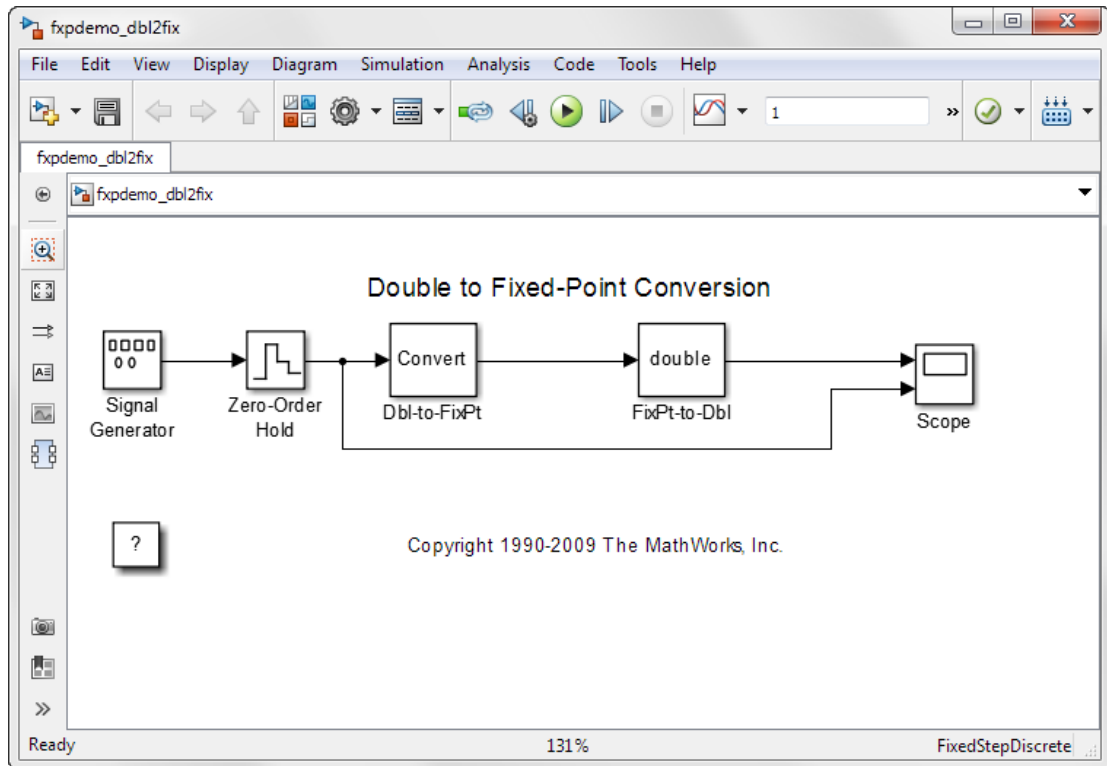 fxpdemo_dbl2fix
File Edit View Display Diagram Simulation Analysis Code Tools Help
1
fxpdemo_dbl2fix
fxpdemo_dbl2fix
Double to Fixed-Point Conversion
Convert
double
Signal
Generator
Zero-Order
Hold
Dbl-to-FixPt
FixPt-to-Dbl
Scope
?
Copyright 1990-2009 The MathWorks, Inc.
Ready 131% FixedStepDiscrete